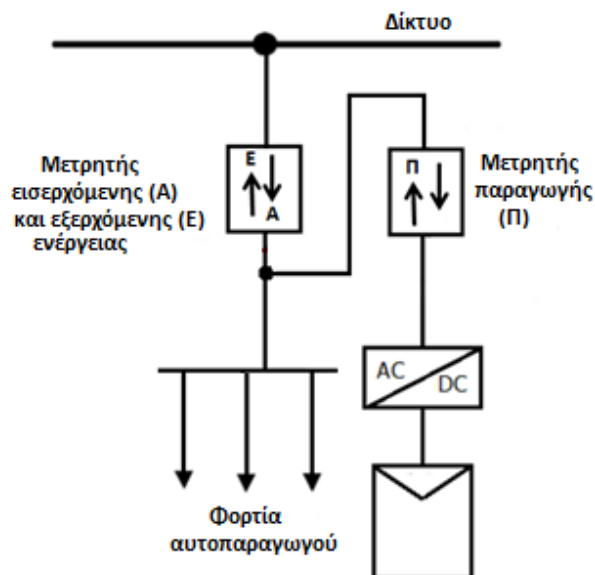 Δίκτυο
Μετρητής
εισερχόμενης (Α)
και εξερχόμενης (Ε)
ενέργειας
Ε
Α
Π
Μετρητής
παραγωγής
(Π)
AC
DC
Φορτία
αυτοπαραγωγού